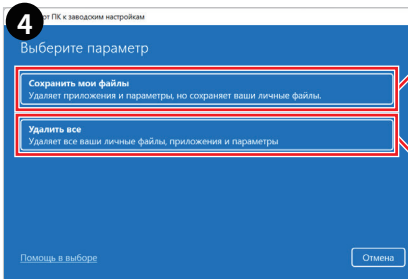 4
рт ПК к заводским настройкам
Выберите параметр
Сохранить мои файлы
Удаляет приложения и параметры, но сохраняет ваши личные файлы.
Удалить все
Удаляет все ваши личные файлы, приложения и параметры
Помощь в выборе
Отмена